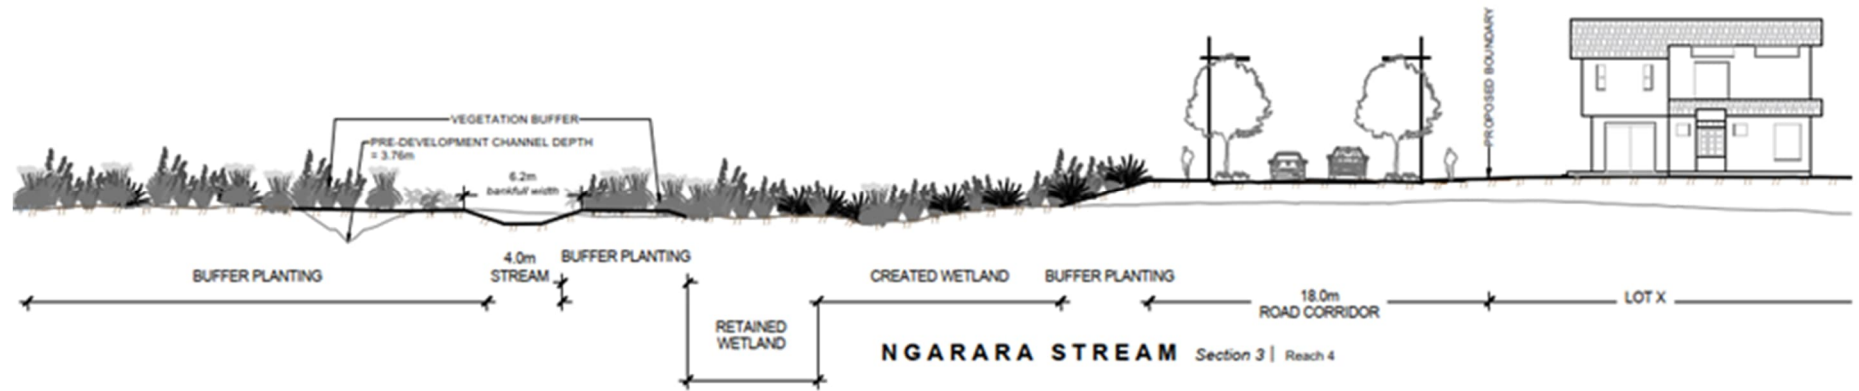 PROPOSED BOUNDARY
VEGETATION BUFFER
PRE-DEVELOPMENT CHANNEL DEPTH
= 3.76m
6.2m
bankfull width
BUFFER PLANTING
4.0m
STREAM
BUFFER PLANTING
CREATED WETLAND
BUFFER PLANTING
18.0m
ROAD CORRIDOR
LOT X
RETAINED
WETLAND
NGARARA STREAM Section 3 | Reach 4